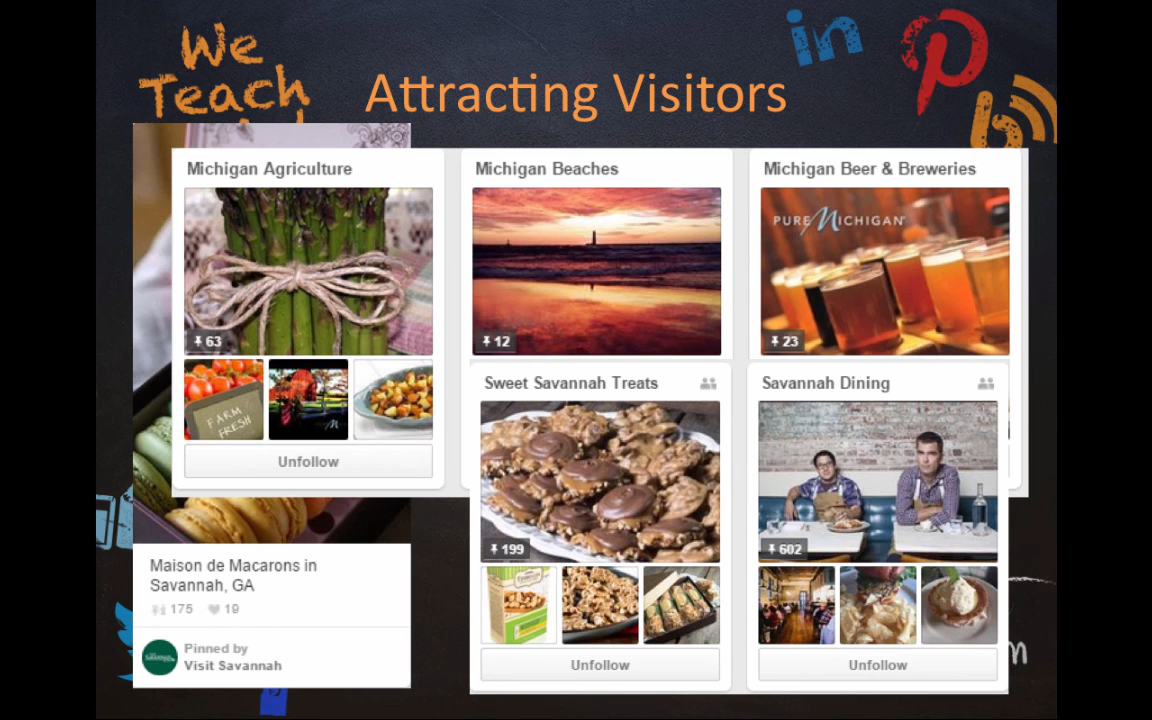 We
Teach
Attracting Visitors
in
Michigan Agriculture
Michigan Beaches
Michigan Beer & Breweries
PURE MICHIGAN
63
12
23
FARM
FRESH
Unfollow
Sweet Savannah Treats
Savannah Dining
199
602
Unfollow
Unfollow
Maison de Macarons in
Savannah, GA
175 19
Pinned by
Visit Savannah